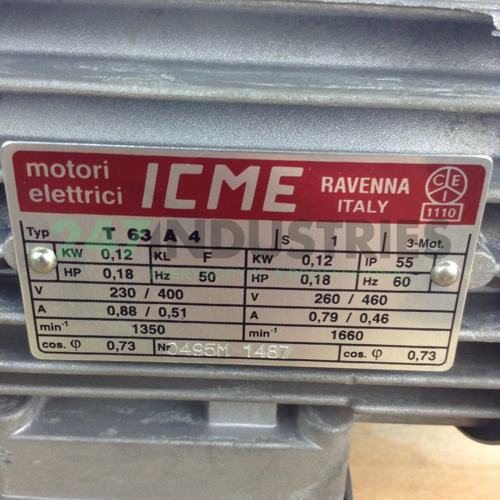 motori elettrici ICME RAVENNA ITALY CEI 1110
Typ T 63 A 4 S 1 / 3-Mot.
KW 0,12 KL F KW 0,12 IP 55
HP 0,18 Hz 50 HP 0,18 Hz 60
V 230 / 400 V 260 / 460
A 0,88 / 0,51 A 0,79 / 0,46
min-1 1350 min-1 1660
cos. φ 0,73 Nr 0495M 1487 cos. φ 0,73
247 INDUSTRIES